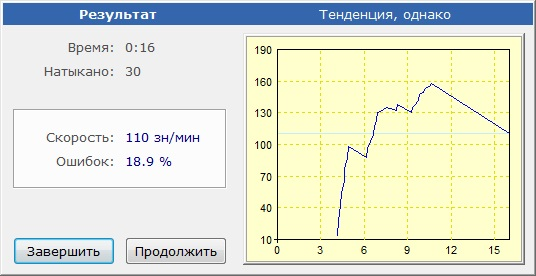 Результат
Тенденция, однако
Время: 0:16
Натыкано: 30
Скорость: 110 зн/мин
Ошибок: 18.9 %
Завершить
Продолжить
190
160
130
100
70
40
10
0 3 6 9 12 15